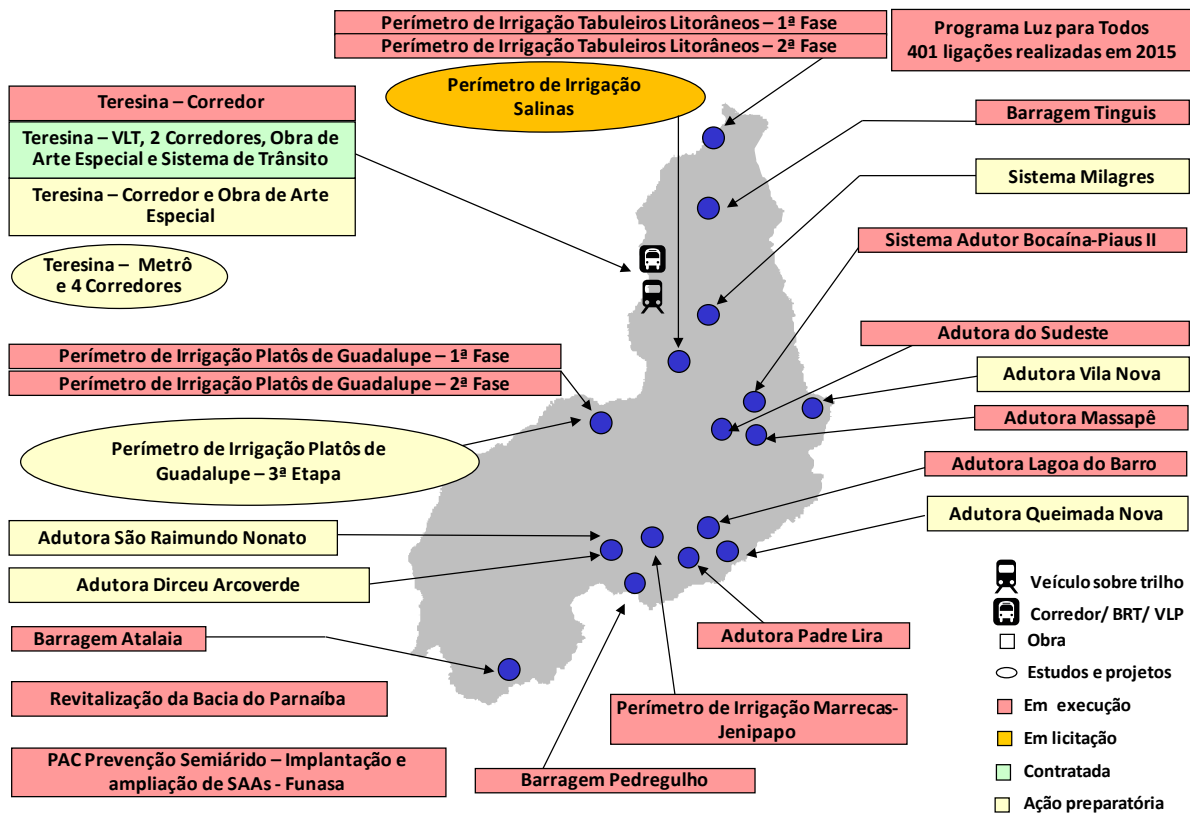 Perímetro de Irrigação Tabuleiros Litorâneos – 1ª Fase
Perímetro de Irrigação Tabuleiros Litorâneos – 2ª Fase
Programa Luz para Todos
401 ligações realizadas em 2015
Perímetro de Irrigação
Salinas
Teresina – Corredor
Teresina – VLT, 2 Corredores, Obra de
Arte Especial e Sistema de Trânsito
Teresina – Corredor e Obra de Arte
Especial
Teresina – Metrô
e 4 Corredores
Barragem Tinguis
Sistema Milagres
Sistema Adutor Bocaína-Piaus II
Adutora do Sudeste
Adutora Vila Nova
Adutora Massapê
Perímetro de Irrigação Platôs de Guadalupe – 1ª Fase
Perímetro de Irrigação Platôs de Guadalupe – 2ª Fase
Perímetro de Irrigação Platôs de
Guadalupe – 3ª Etapa
Adutora Lagoa do Barro
Adutora Queimada Nova
Adutora São Raimundo Nonato
Adutora Dirceu Arcoverde
Barragem Atalaia
Revitalização da Bacia do Parnaíba
PAC Prevenção Semiárido – Implantação e
ampliação de SAAs - Funasa
Adutora Padre Lira
Perímetro de Irrigação Marrecas-
Jenipapo
Barragem Pedregulho
Veículo sobre trilho
Corredor/ BRT/ VLP
Obra
Estudos e projetos
Em execução
Em licitação
Contratada
Ação preparatória